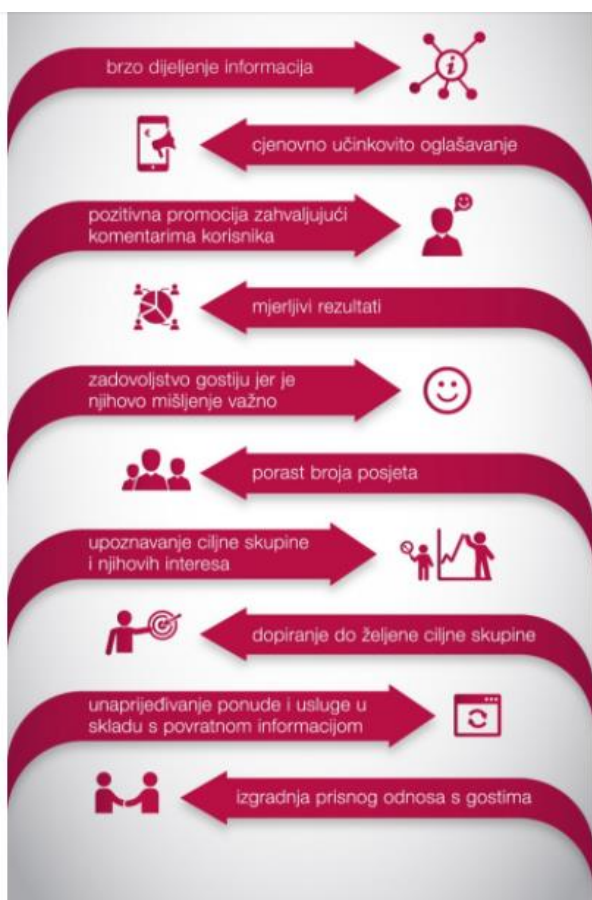 brzo dijeljenje informacija
i
€
cjenovno učinkovito oglašavanje
pozitivna promocija zahvaljujući
komentarima korisnika
mjerljivi rezultati
zadovoljstvo gostiju jer je
njihovo mišljenje važno
porast broja posjeta
upoznavanje ciljne skupine
i njihovih interesa
dopiranje do željene ciljne skupine
unaprijeđivanje ponude i usluge u
skladu s povratnom informacijom
izgradnja prisnog odnosa s gostima